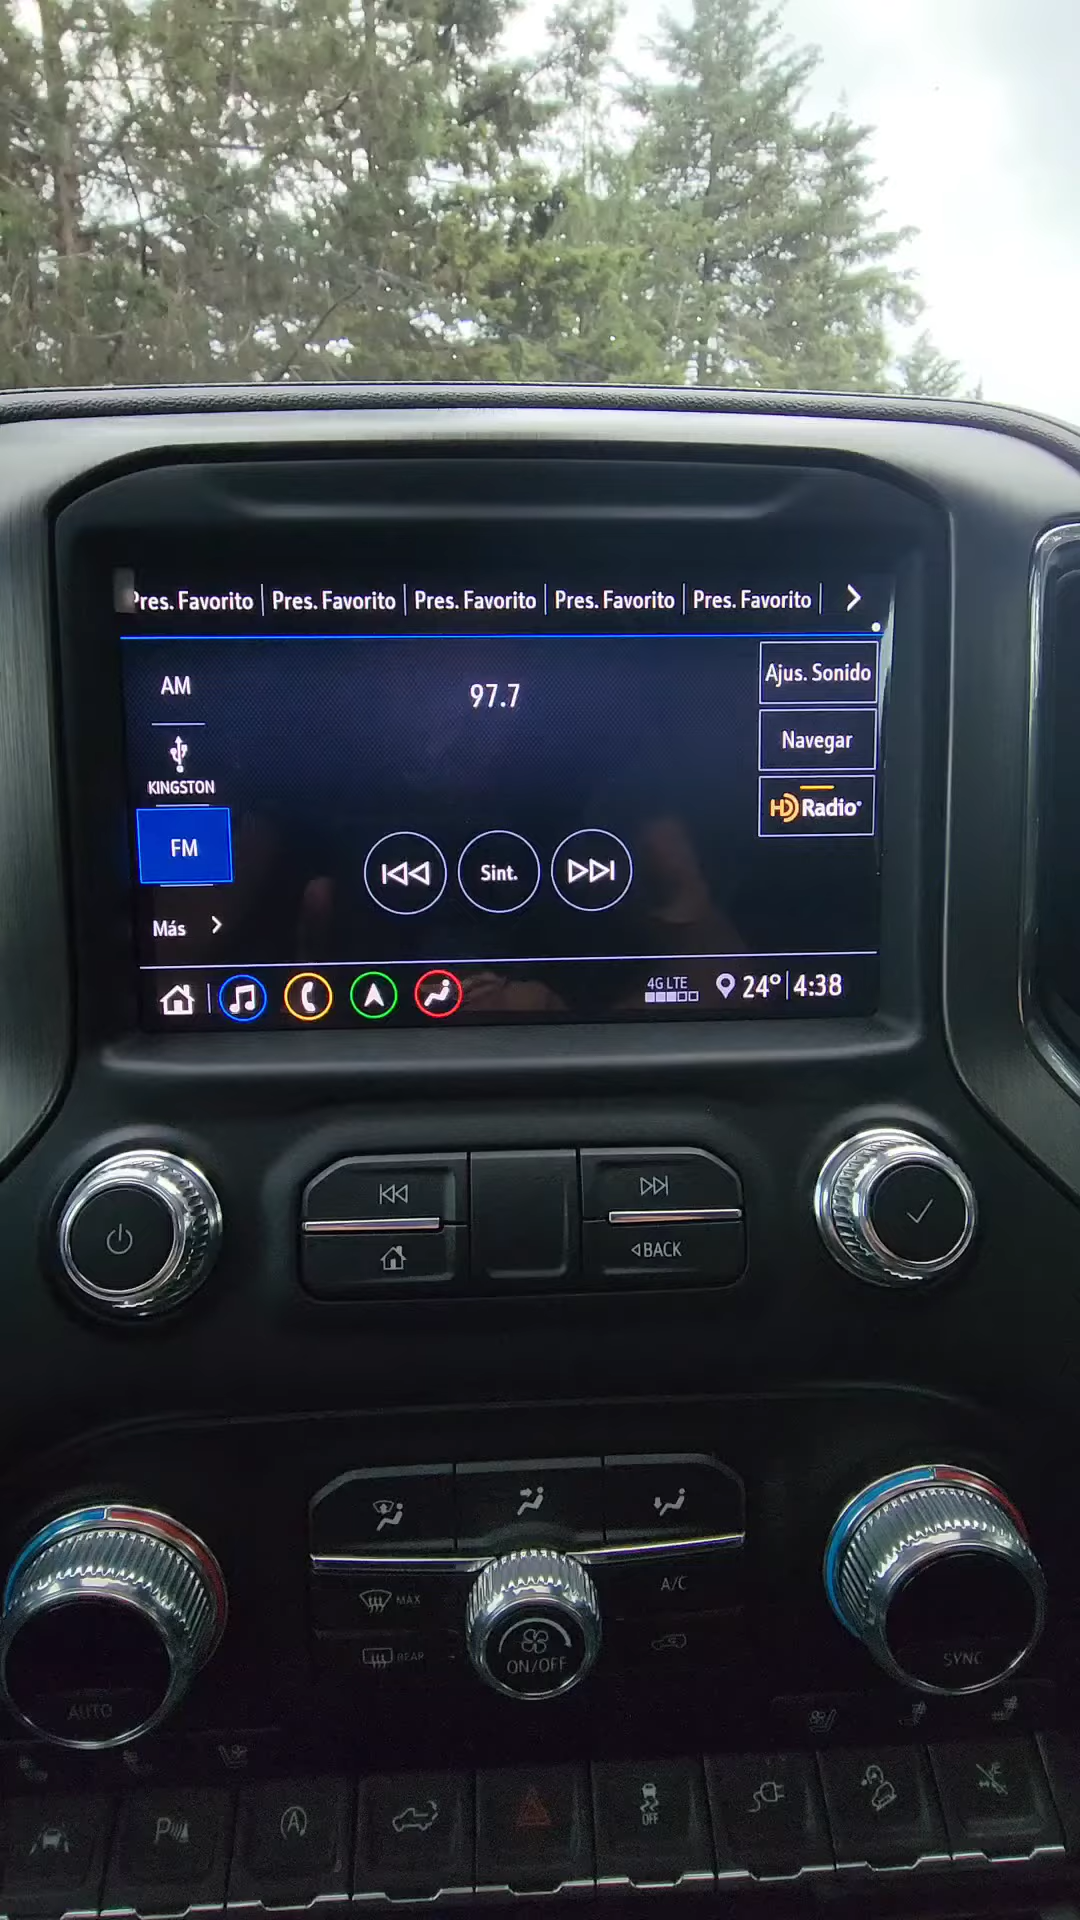 Pres. Favorito Pres. Favorito Pres. Favorito Pres. Favorito Pres. Favorito
AM
97.7
Ajus. Sonido
Navegar
KINGSTON
HD Radio
FM
Sint.
Más
4G LTE
24° 4:38
BACK
MAX
A/C
REAR
ON/OFF
AUTO
SYNC
P
A
OFF